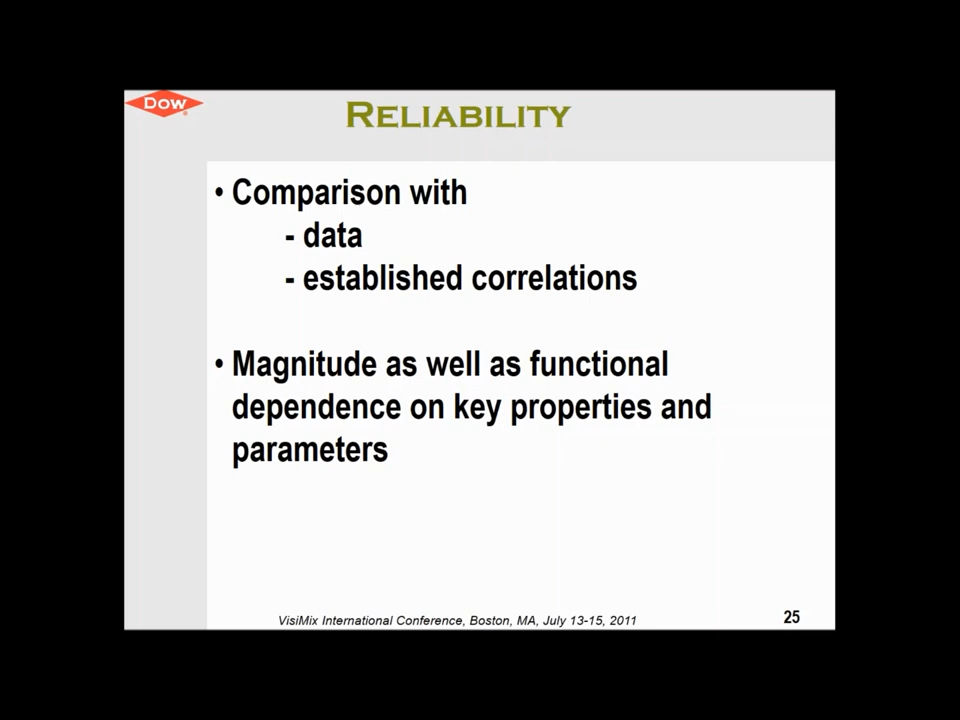 Dow
RELIABILITY
• Comparison with
- data
- established correlations
• Magnitude as well as functional
dependence on key properties and
parameters
VisiMix International Conference, Boston, MA, July 13-15, 2011
25